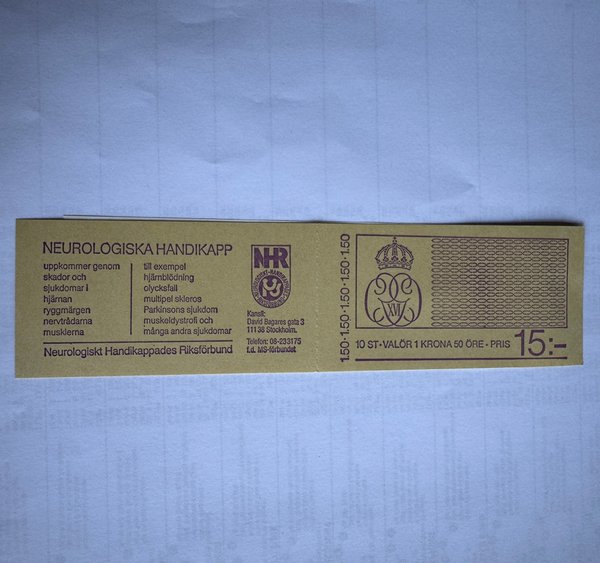 NEUROLOGISKA HANDIKAPP
uppkommer genom
skador och
sjukdomar i
hjärnan
ryggmärgen
nervtrådarna
musklerna
till exempel
hjärnblödning
olycksfall
multipel skleros
Parkinsons sjukdom
muskeldystrofi och
många andra sjukdomar
Neurologiskt Handikappades Riksförbund
NHR
Kansli:
David Bagares gata 3
111 38 Stockholm.
Telefon: 08-233175
t.d. MS-förbundet
1.50·1.50·1.50·1.50·1.50
10 ST·VALÖR 1 KRONA 50 ÖRE·PRIS 15:-